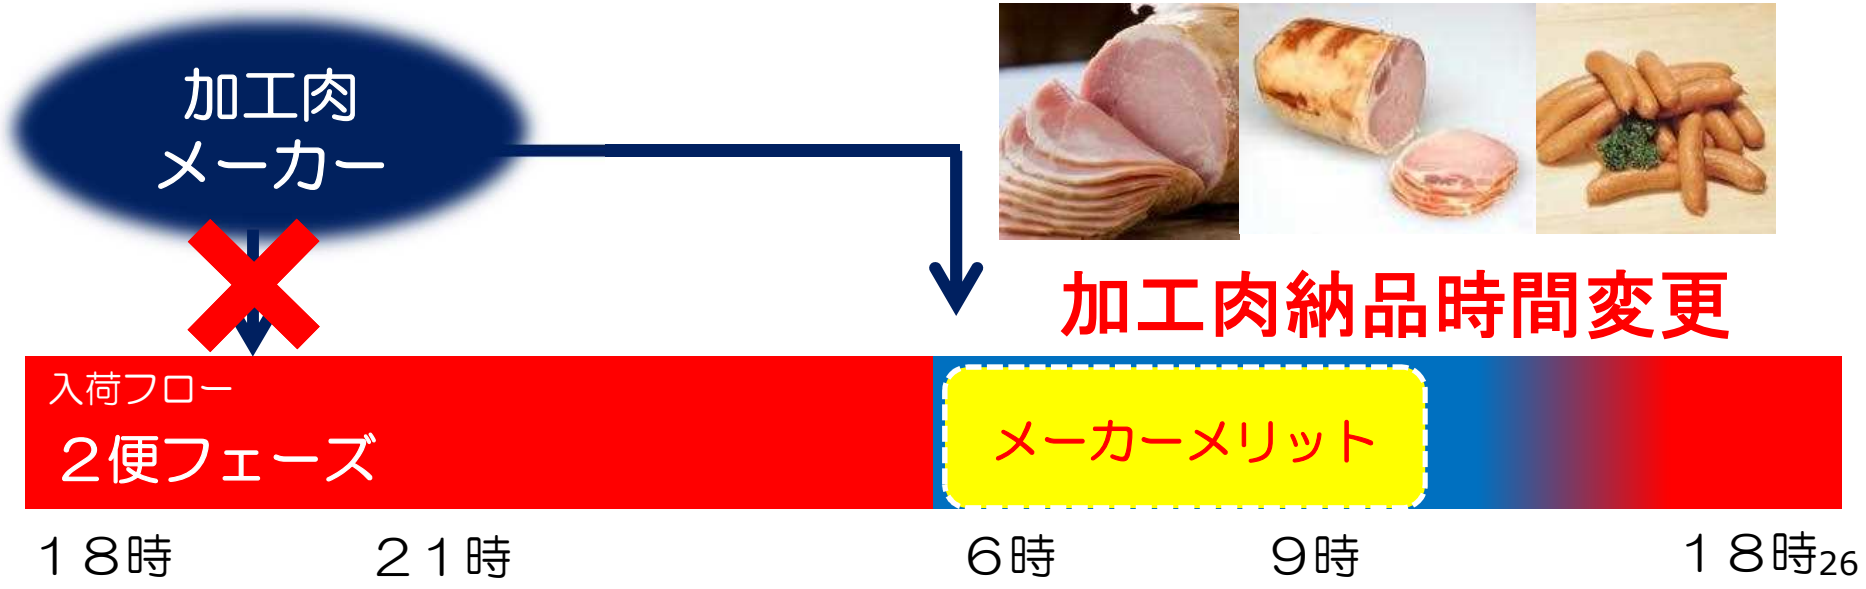 加工肉
メーカー
加工肉納品時間変更
入荷フロー
２便フェーズ
メーカーメリット
１８時
２１時
６時
９時
１８時
26